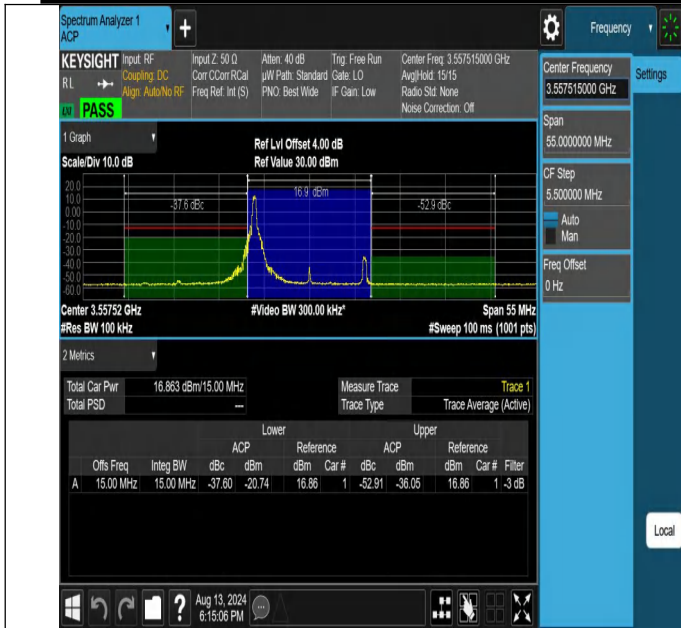 Spectrum Analyzer 1
ACP
+
Frequency
KEYSIGHT Input: RF Input Z: 50 Ω Atten: 40 dB Trig: Free Run Center Freq: 3.557515000 GHz
RL Coupling: DC Corr CCorr RCal µW Path: Standard Gate: LO Avg|Hold: 15/15
Align: Auto/No RF Freq Ref: Int (S) PNO: Best Wide IF Gain: Low Radio Std: None
LXI PASS Noise Correction: Off
Center Frequency
3.557515000 GHz
Settings
Span
55.0000000 MHz
CF Step
5.500000 MHz
Auto
Man
Freq Offset
0 Hz
1 Graph
Ref Lvl Offset 4.00 dB
Scale/Div 10.0 dB Ref Value 30.00 dBm
20.0
10.0
0.00
-10.0
-20.0
-30.0
-40.0
-50.0
-60.0
-37.6 dBc 16.9 dBm -52.9 dBc
Center 3.55752 GHz #Video BW 300.00 kHz* Span 55 MHz
#Res BW 100 kHz #Sweep 100 ms (1001 pts)
2 Metrics
Total Car Pwr 16.863 dBm/15.00 MHz Measure Trace Trace 1
Total PSD --- Trace Type Trace Average (Active)
Lower Upper
ACP Reference ACP Reference
Offs Freq Integ BW dBc dBm dBm Car # dBc dBm dBm Car # Filter
A 15.00 MHz 15.00 MHz -37.60 -20.74 16.86 1 -52.91 -36.05 16.86 1 -3 dB
Local
?
Aug 13, 2024
6:15:06 PM